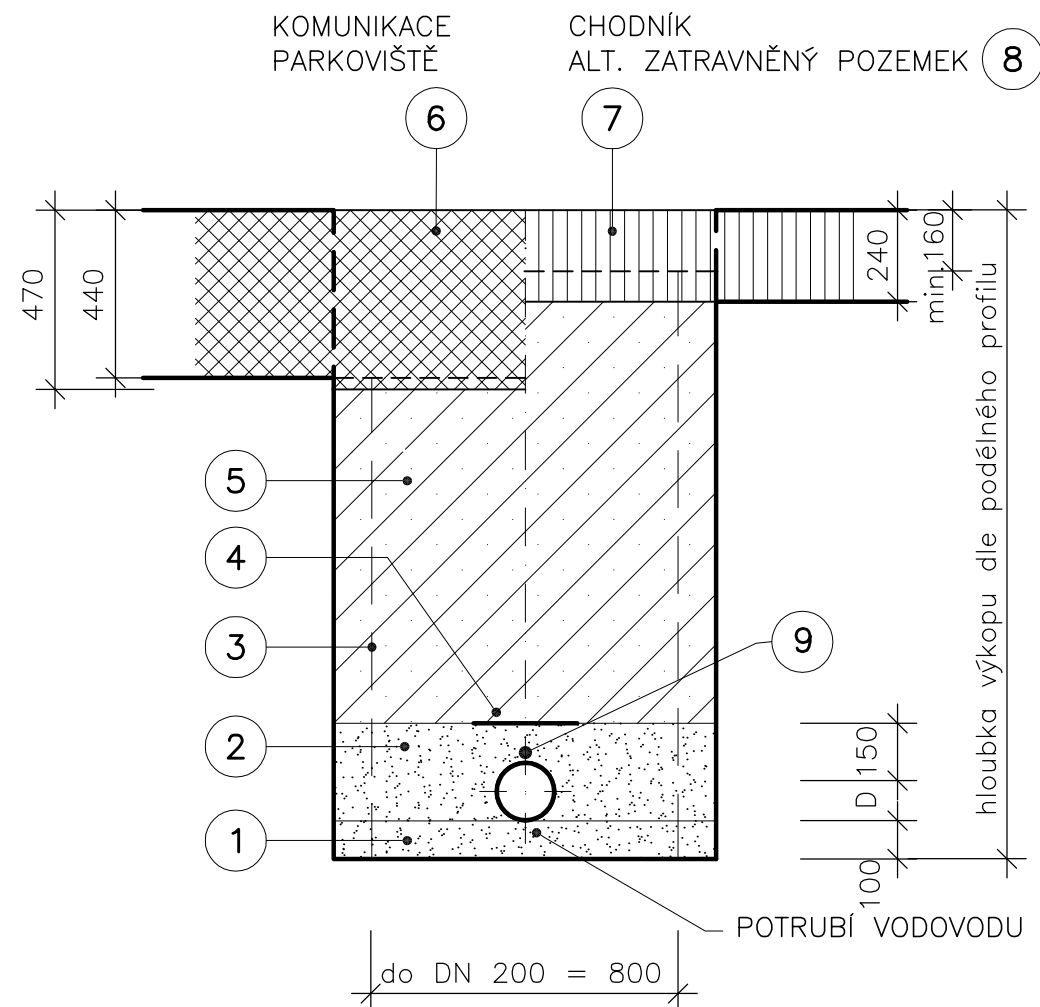 KOMUNIKACE
PARKOVIŠTĚ
CHODNÍK
ALT. ZATRAVNĚNÝ POZEMEK
8
6
7
470
440
240
min.160
hloubka výkopu dle podélného profilu
5
4
3
9
2
1
150
D
100
POTRUBÍ VODOVODU
do DN 200 = 800